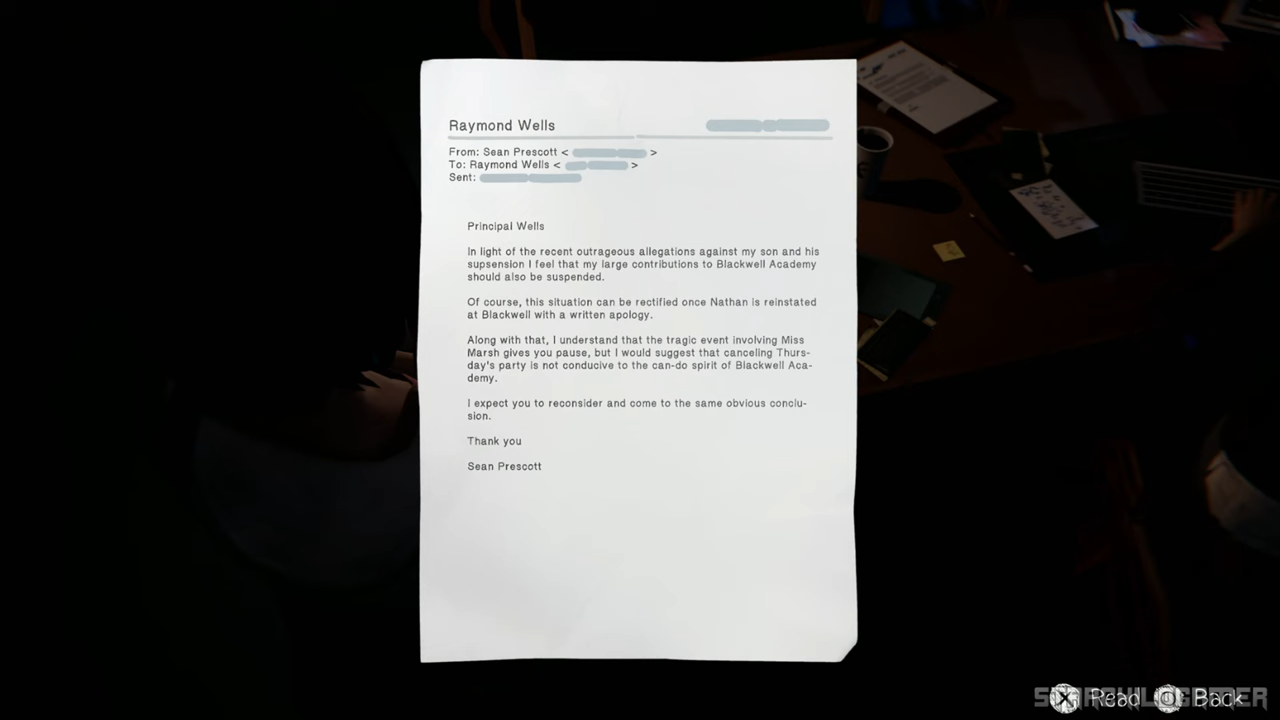 Raymond Wells
From: Sean Prescott < >
To: Raymond Wells < >
Sent:
Principal Wells
In light of the recent outrageous allegations against my son and his
supsension I feel that my large contributions to Blackwell Academy
should also be suspended.
Of course, this situation can be rectified once Nathan is reinstated
at Blackwell with a written apology.
Along with that, I understand that the tragic event involving Miss
Marsh gives you pause, but I would suggest that canceling Thurs-
day's party is not conducive to the can-do spirit of Blackwell Aca-
demy.
I expect you to reconsider and come to the same obvious conclu-
sion.
Thank you
Sean Prescott
Read Back